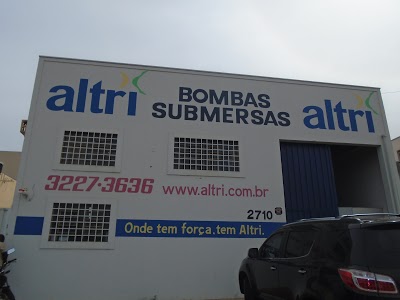 altri BOMBAS SUBMERSAS altri
3227-3636 www.altri.com.br
2710
Onde tem força, tem Altri.